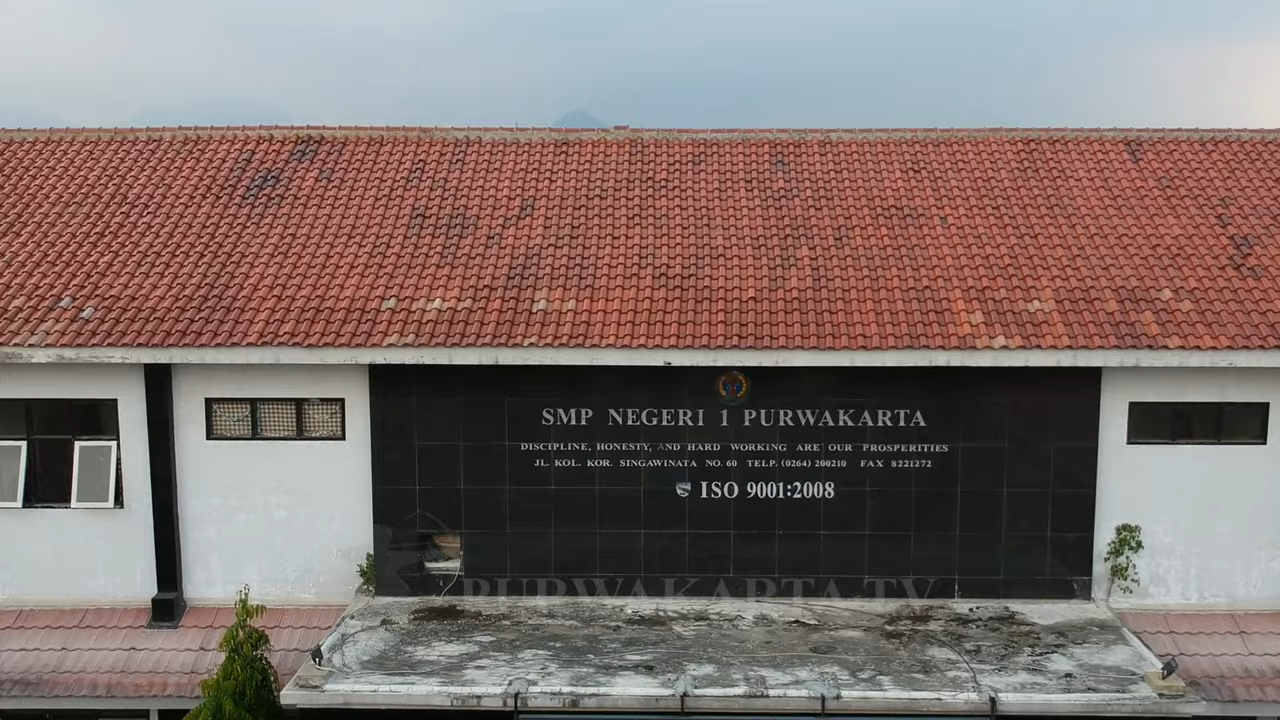 SMP NEGERI 1 PURWAKARTA
DISCIPLINE, HONESTY, AND HARD WORKING ARE OUR PROSPERITIES
JL. KOL. KOR. SINGAWINATA NO. 60 TELP. (0264) 200210 FAX 8221272
ISO 9001:2008
PURWAKARTA TV